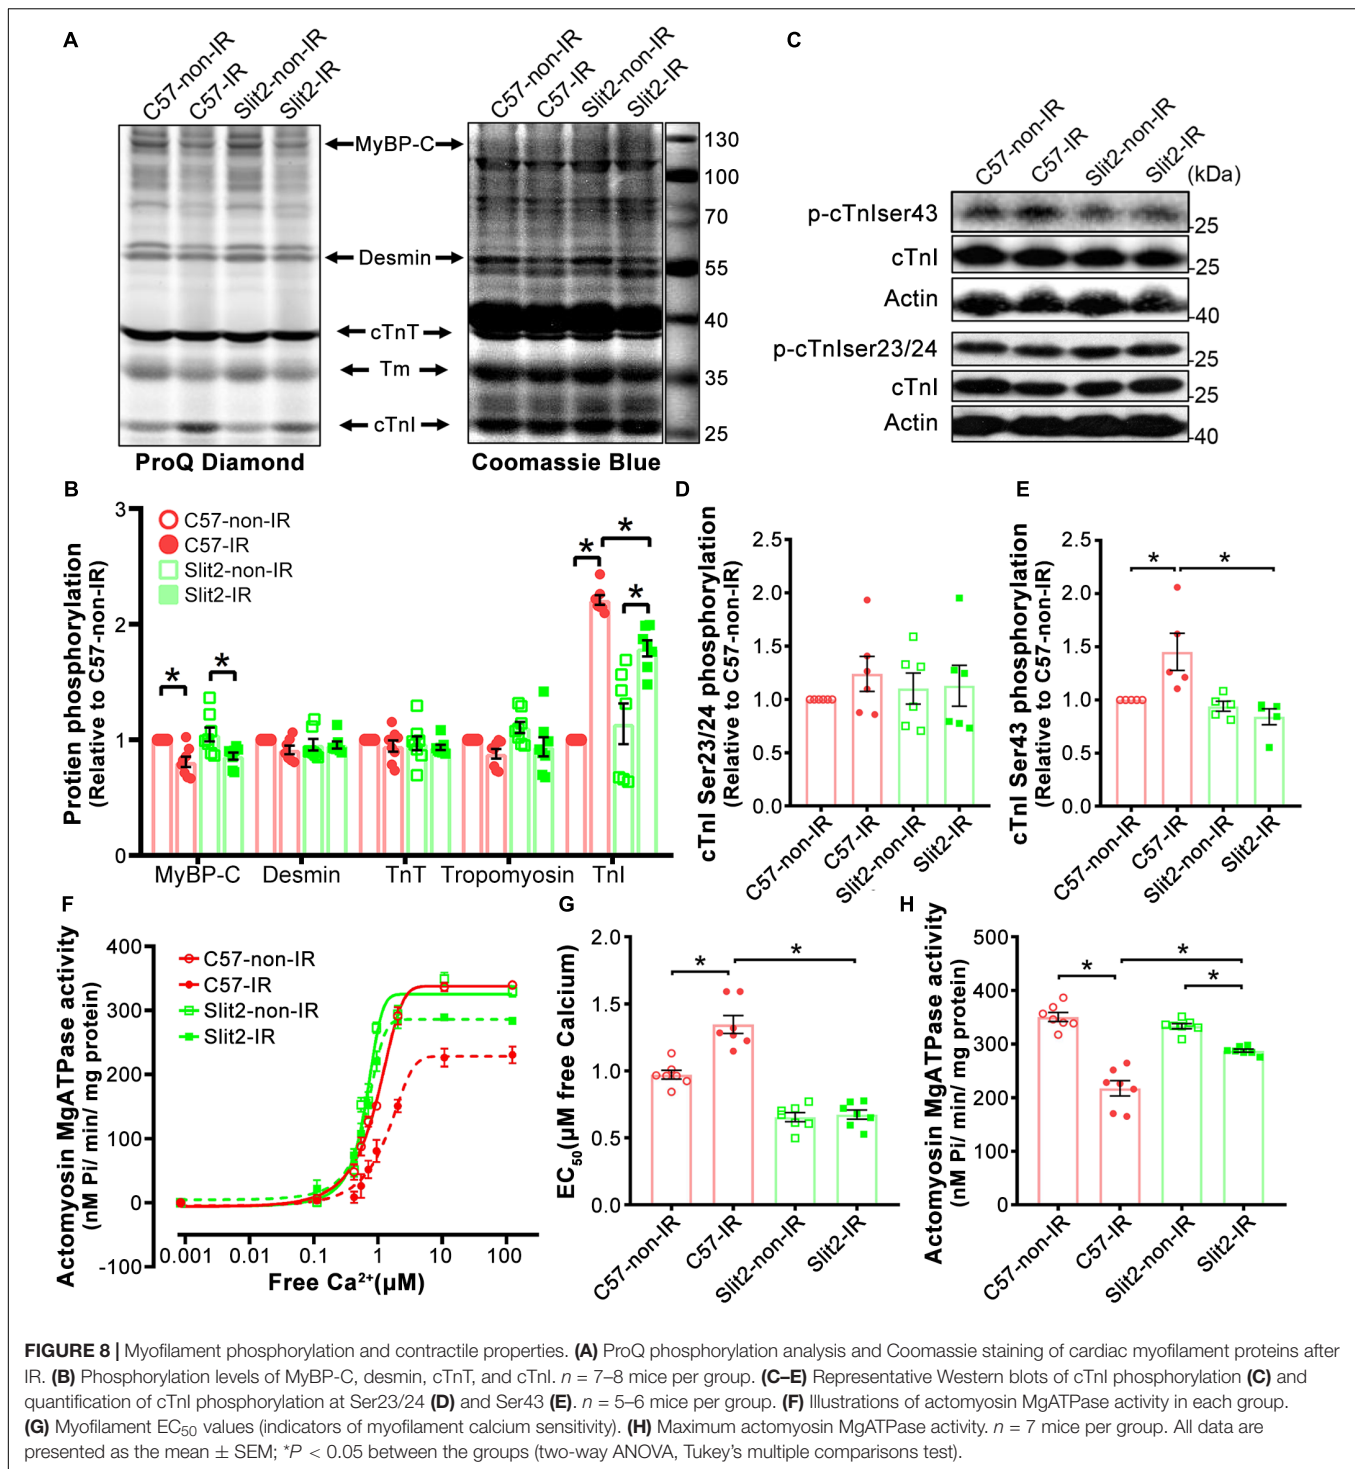 A
C57-non-IR
C57-IR
Slit2-non-IR
Slit2-IR
C57-non-IR
C57-IR
Slit2-non-IR
Slit2-IR
MyBP-C
Desmin
cTnT
Tm
cTnI
130
100
70
55
40
35
25
ProQ Diamond
Coomassie Blue
C
C57-non-IR
C57-IR
Slit2-non-IR
Slit2-IR
(kDa)
p-cTnIser43
-25
cTnI
-25
Actin
-40
p-cTnIser23/24
-25
cTnI
-25
Actin
-40
B
Protien phosphorylation
(Relative to C57-non-IR)
3
2
1
0
C57-non-IR
C57-IR
Slit2-non-IR
Slit2-IR
* * * * *
MyBP-C
Desmin
TnT
Tropomyosin
TnI
D
cTnI Ser23/24 phosphorylation
(Relative to C57-non-IR)
2.5
2.0
1.5
1.0
0.5
0.0
C57-non-IR
C57-IR
Slit2-non-IR
Slit2-IR
E
cTnI Ser43 phosphorylation
(Relative to C57-non-IR)
2.5
2.0
1.5
1.0
0.5
0.0
* *
C57-non-IR
C57-IR
Slit2-non-IR
Slit2-IR
F
Actomyosin MgATPase activity
(nM Pi/ min/ mg protein)
400
300
200
100
0
-100
C57-non-IR
C57-IR
Slit2-non-IR
Slit2-IR
0.001 0.01 0.1 1 10 100
Free Ca²⁺(μM)
G
EC₅₀(μM free Calcium)
2.0
1.5
1.0
0.5
0.0
* *
C57-non-IR
C57-IR
Slit2-non-IR
Slit2-IR
H
Actomyosin MgATPase activity
(nM Pi/ min/ mg protein)
500
400
300
200
100
0
* * *
C57-non-IR
C57-IR
Slit2-non-IR
Slit2-IR
FIGURE 8 | Myofilament phosphorylation and contractile properties. (A) ProQ phosphorylation analysis and Coomassie staining of cardiac myofilament proteins after
IR. (B) Phosphorylation levels of MyBP-C, desmin, cTnT, and cTnI. n = 7–8 mice per group. (C–E) Representative Western blots of cTnI phosphorylation (C) and
quantification of cTnI phosphorylation at Ser23/24 (D) and Ser43 (E). n = 5–6 mice per group. (F) Illustrations of actomyosin MgATPase activity in each group.
(G) Myofilament EC₅₀ values (indicators of myofilament calcium sensitivity). (H) Maximum actomyosin MgATPase activity. n = 7 mice per group. All data are
presented as the mean ± SEM; *P < 0.05 between the groups (two-way ANOVA, Tukey's multiple comparisons test).